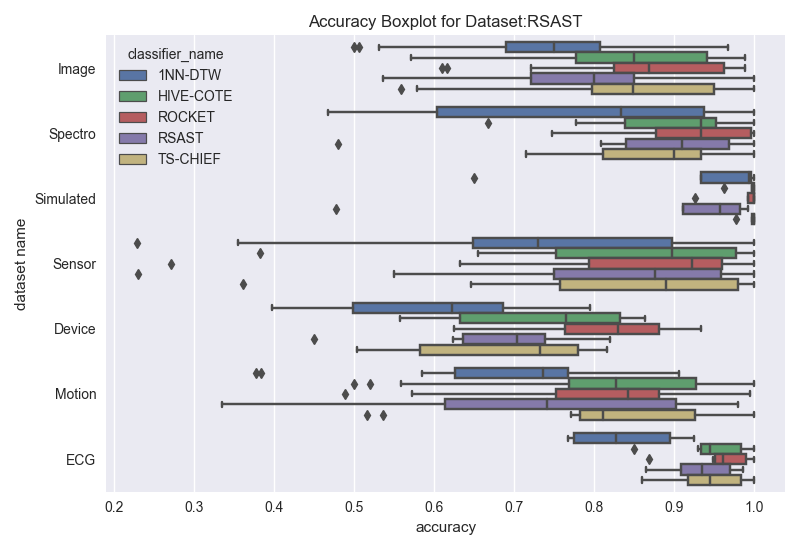 Accuracy Boxplot for Dataset:RSAST
classifier_name
1NN-DTW
HIVE-COTE
ROCKET
RSAST
TS-CHIEF
dataset name
Image
Spectro
Simulated
Sensor
Device
Motion
ECG
0.2 0.3 0.4 0.5 0.6 0.7 0.8 0.9 1.0
accuracy